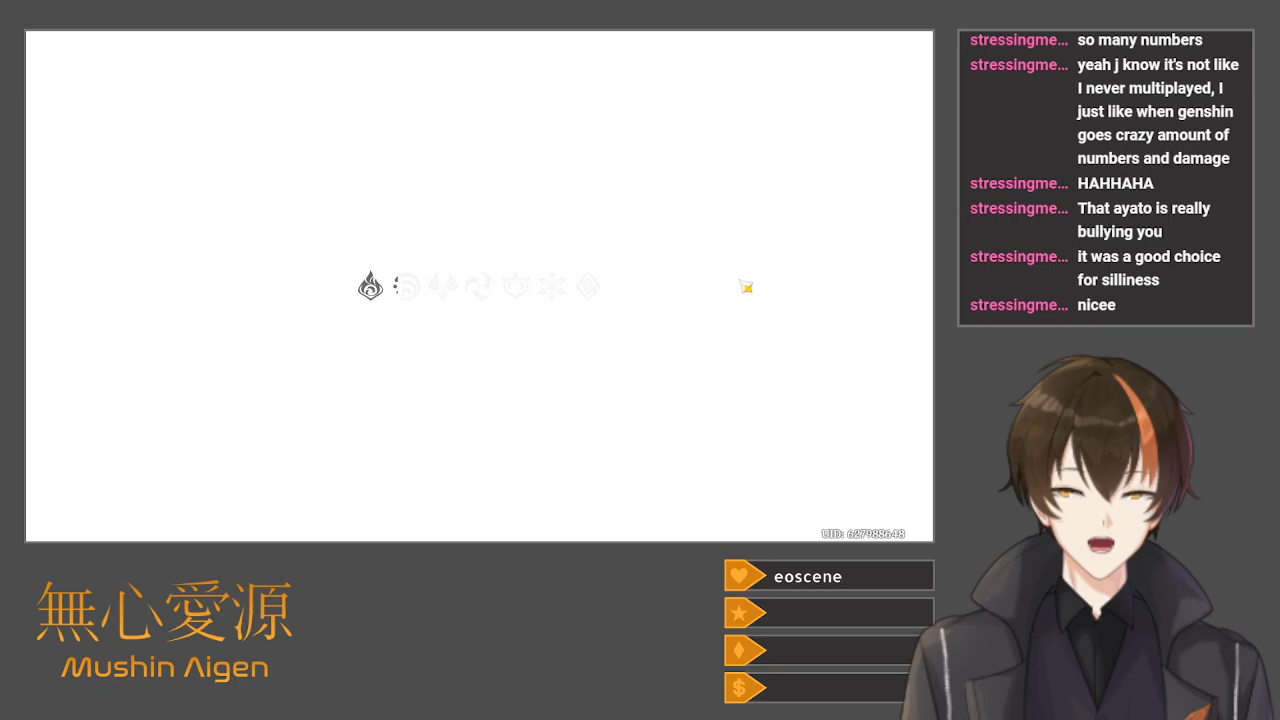 stressingme... so many numbers
stressingme... yeah j know it's not like
I never multiplayed, I
just like when genshin
goes crazy amount of
numbers and damage
stressingme... HAHHAHA
stressingme... That ayato is really
bullying you
stressingme... it was a good choice
for silliness
stressingme... nicee
UID: 627988648
eoscene
$
無心愛源
Mushin Aigen